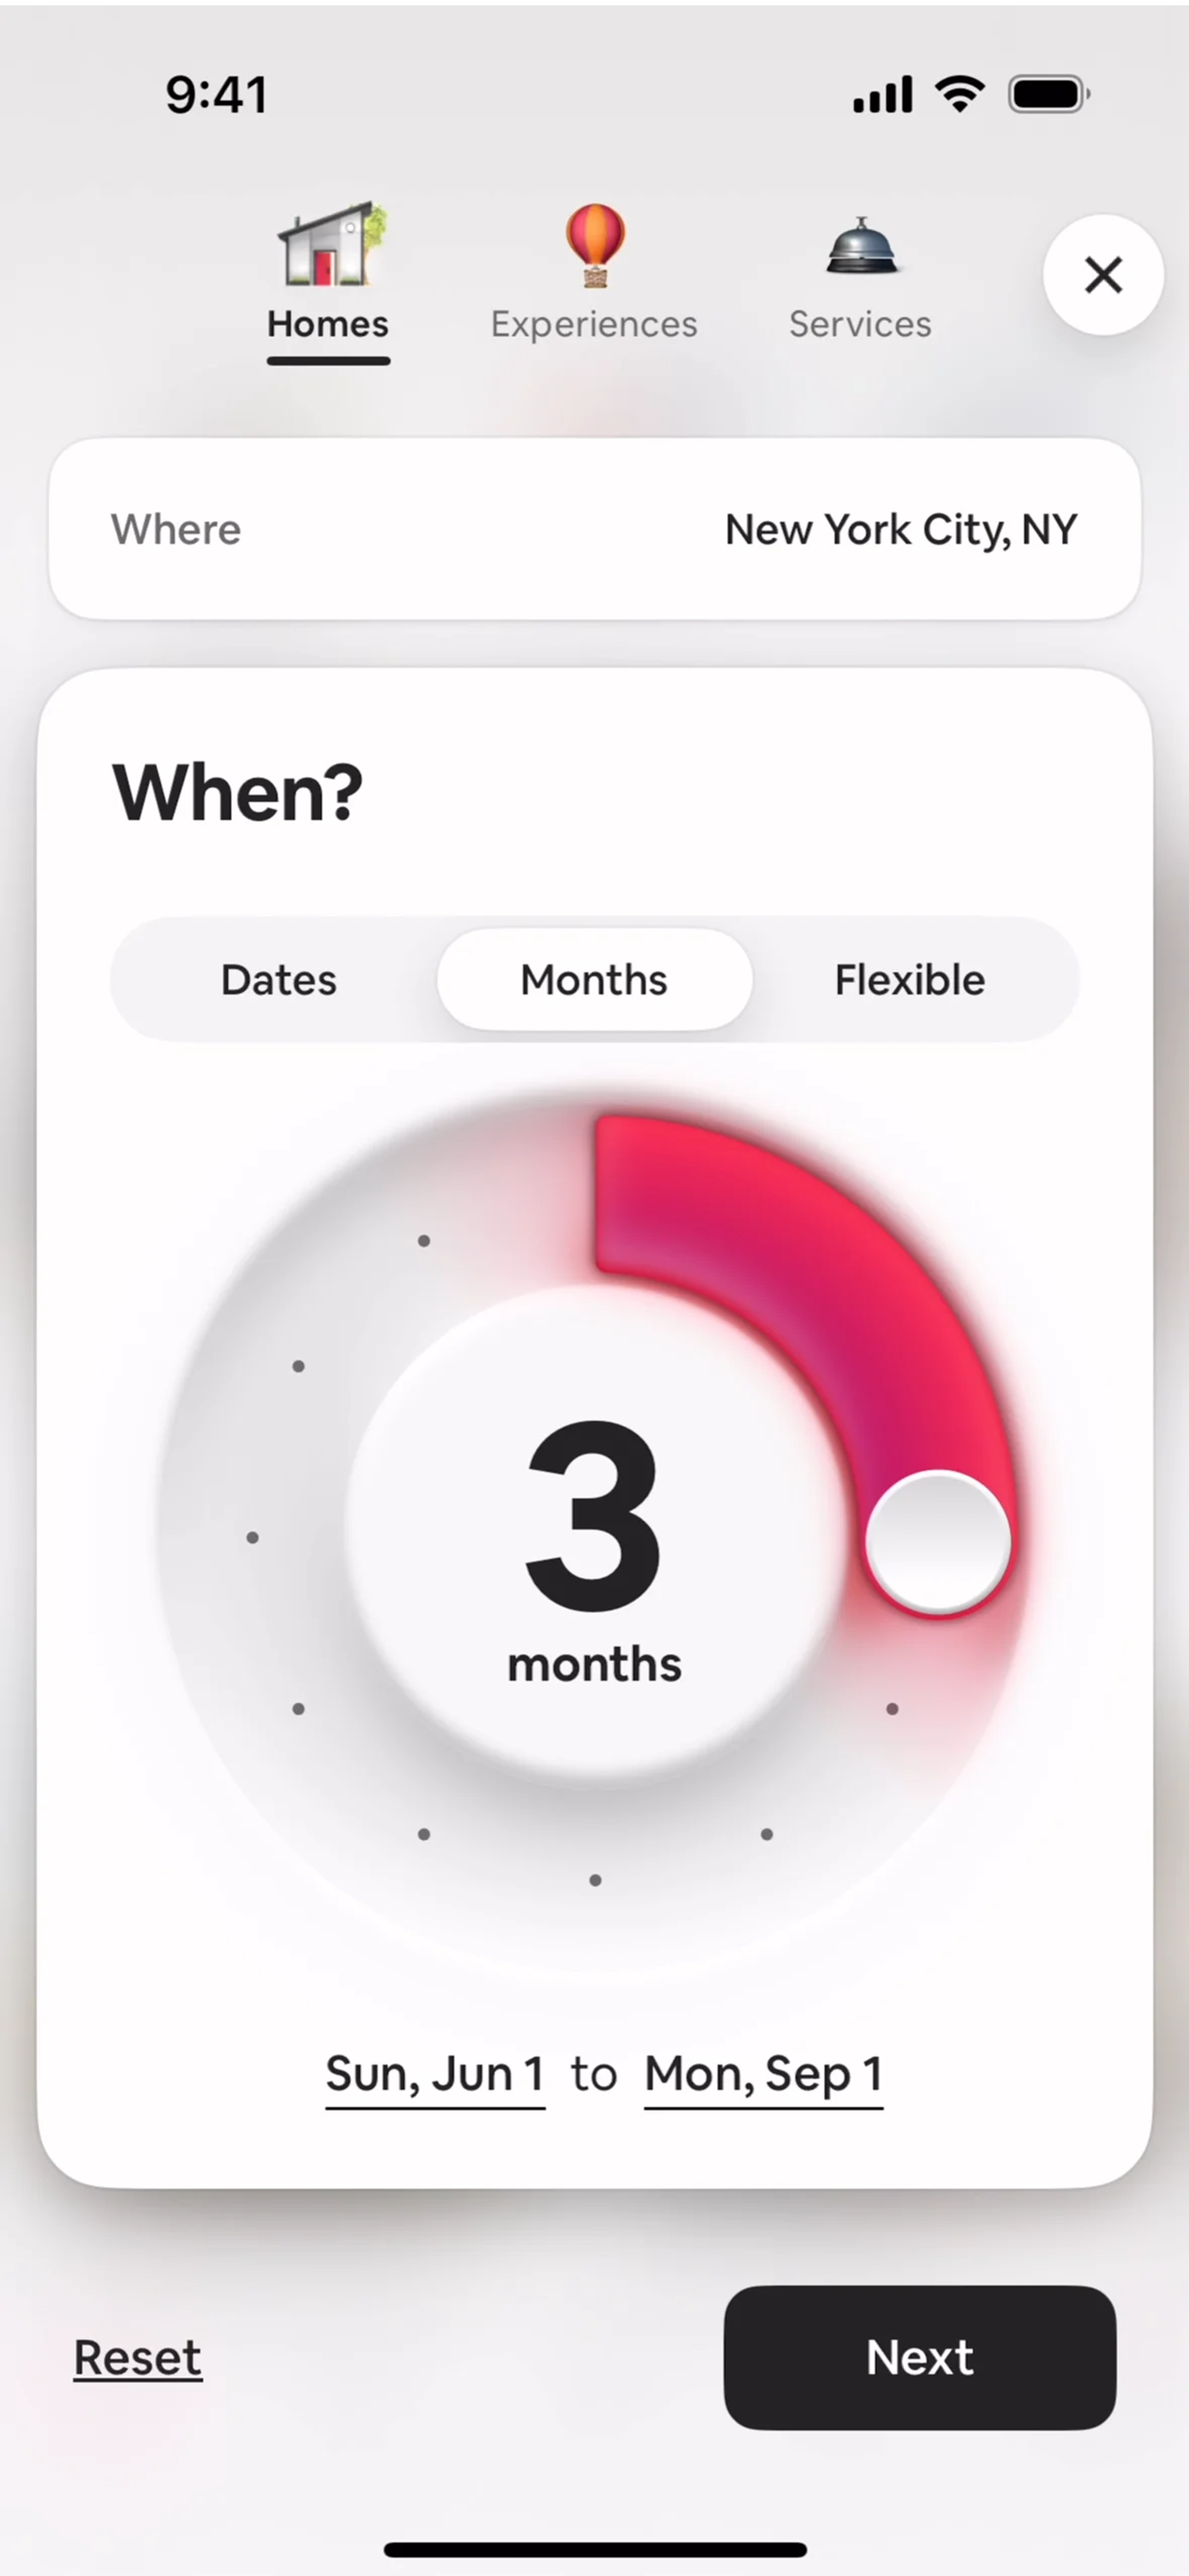 9:41
Homes Experiences Services
Where New York City, NY
When?
Dates Months Flexible
3
months
Sun, Jun 1 to Mon, Sep 1
Reset Next